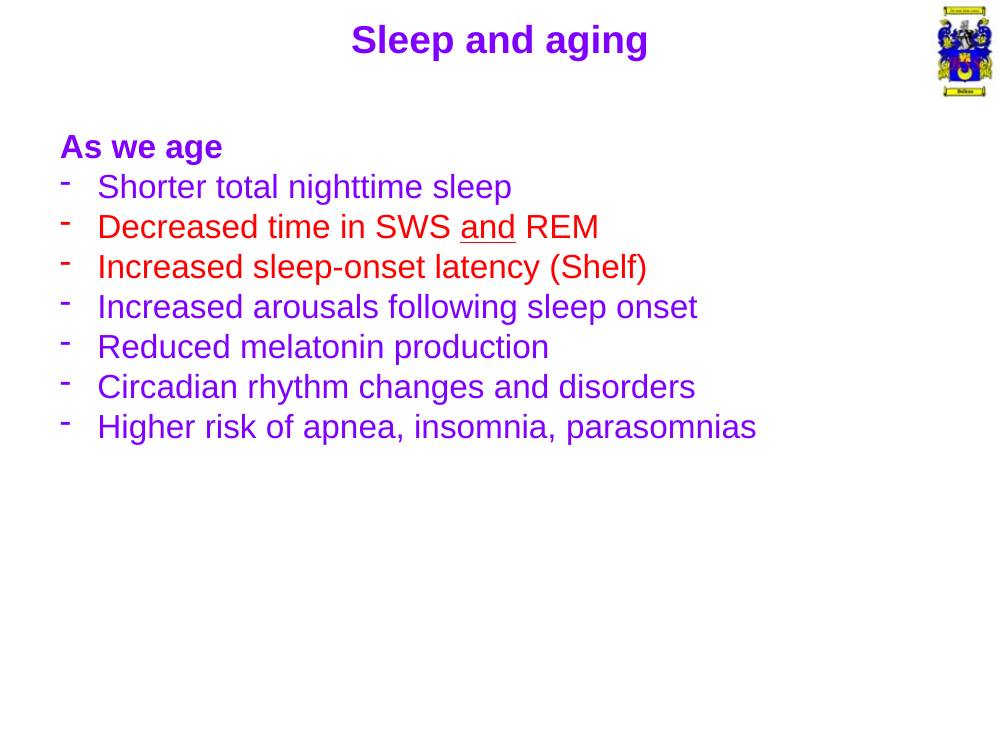 Sleep and aging
As we age
- Shorter total nighttime sleep
- Decreased time in SWS and REM
- Increased sleep-onset latency (Shelf)
- Increased arousals following sleep onset
- Reduced melatonin production
- Circadian rhythm changes and disorders
- Higher risk of apnea, insomnia, parasomnias